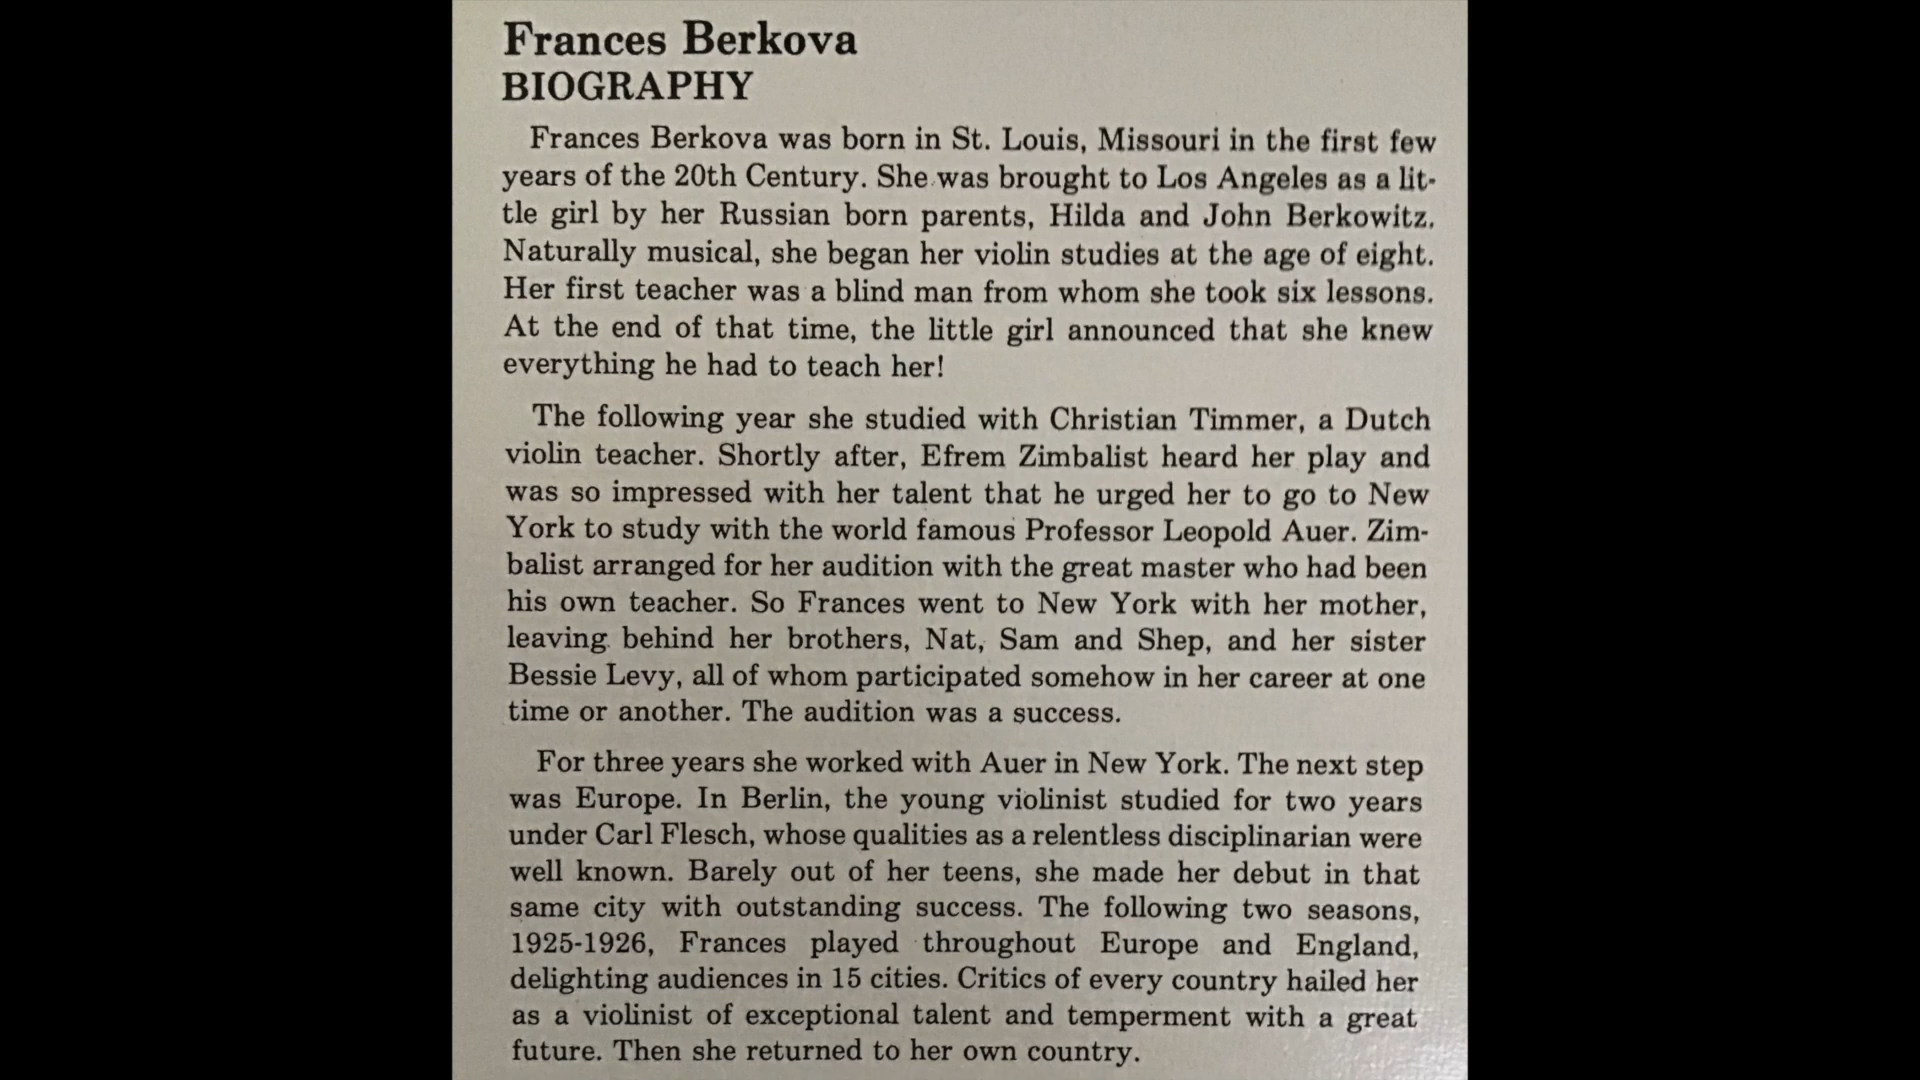 Frances Berkova
BIOGRAPHY
Frances Berkova was born in St. Louis, Missouri in the first few
years of the 20th Century. She was brought to Los Angeles as a lit-
tle girl by her Russian born parents, Hilda and John Berkowitz.
Naturally musical, she began her violin studies at the age of eight.
Her first teacher was a blind man from whom she took six lessons.
At the end of that time, the little girl announced that she knew
everything he had to teach her!
The following year she studied with Christian Timmer, a Dutch
violin teacher. Shortly after, Efrem Zimbalist heard her play and
was so impressed with her talent that he urged her to go to New
York to study with the world famous Professor Leopold Auer. Zim-
balist arranged for her audition with the great master who had been
his own teacher. So Frances went to New York with her mother,
leaving behind her brothers, Nat, Sam and Shep, and her sister
Bessie Levy, all of whom participated somehow in her career at one
time or another. The audition was a success.
For three years she worked with Auer in New York. The next step
was Europe. In Berlin, the young violinist studied for two years
under Carl Flesch, whose qualities as a relentless disciplinarian were
well known. Barely out of her teens, she made her debut in that
same city with outstanding success. The following two seasons,
1925-1926, Frances played throughout Europe and England,
delighting audiences in 15 cities. Critics of every country hailed her
as a violinist of exceptional talent and temperment with a great
future. Then she returned to her own country.